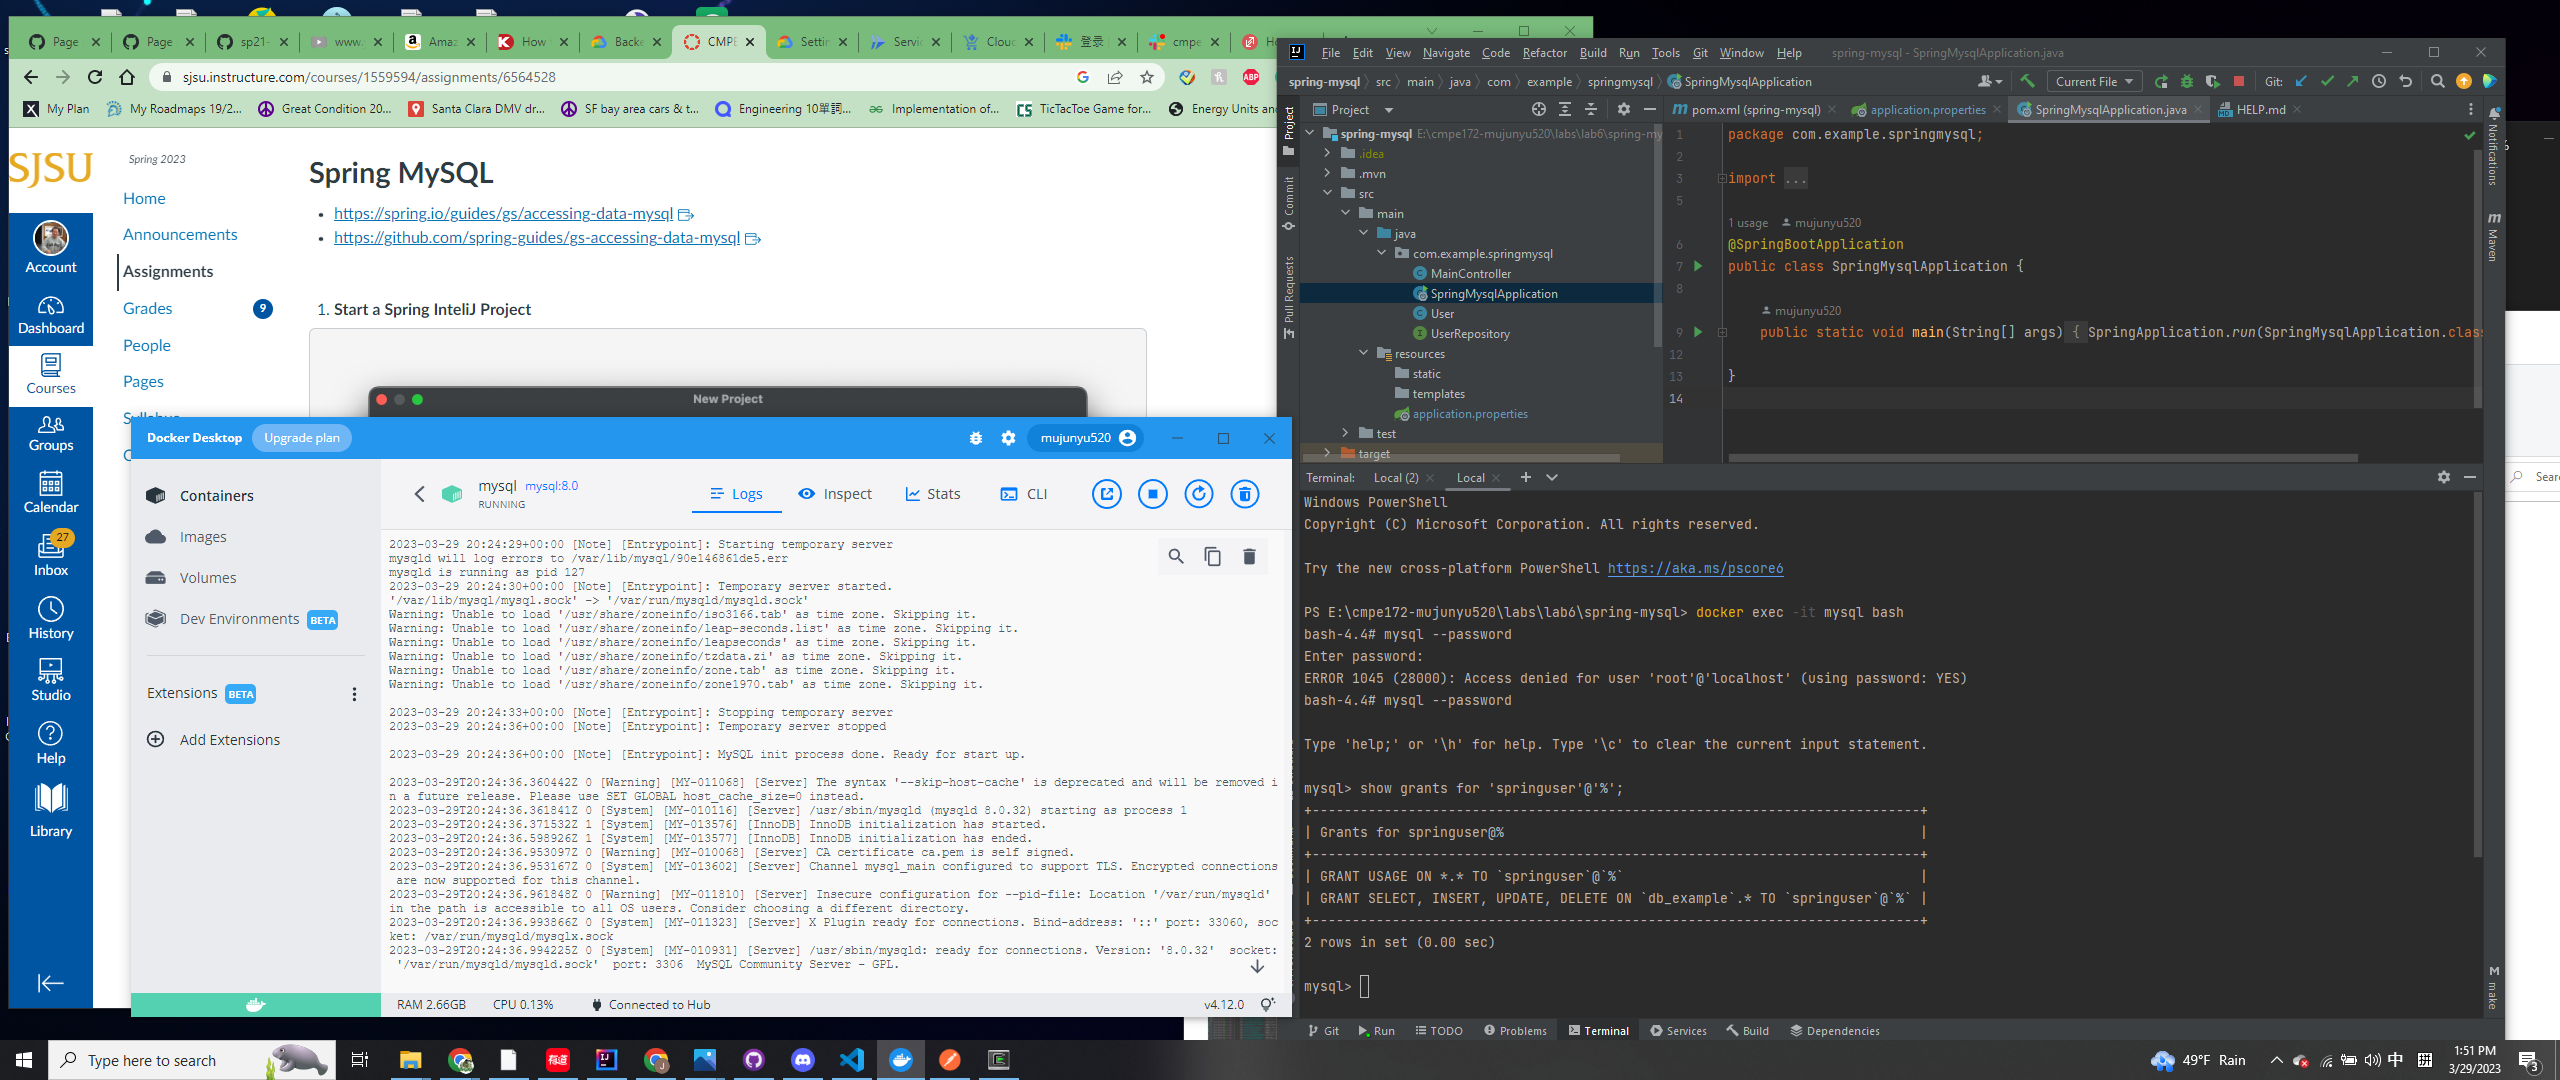 Page
Page
sp21-
www.
Amaz
How
Backe
CMPE
Settin
Servic
Clouc
登录
cmpe
sjsu.instructure.com/courses/1559594/assignments/6564528
My Plan
My Roadmaps 19/2...
Great Condition 20...
Santa Clara DMV dr...
SF bay area cars & t...
Engineering 10單詞...
Implementation of...
TicTacToe Game for...
Energy Units an
SJSU
Account
Dashboard
Courses
Groups
Calendar
27
Inbox
History
Studio
Help
Library
Spring 2023
Home
Announcements
Assignments
Grades
9
People
Pages
Syllabus
Spring MySQL
https://spring.io/guides/gs/accessing-data-mysql
https://github.com/spring-guides/gs-accessing-data-mysql
1. Start a Spring InteliJ Project
New Project
Docker Desktop
Upgrade plan
mujunyu520
Containers
Images
Volumes
Dev Environments BETA
Extensions BETA
Add Extensions
mysql mysql:8.0
RUNNING
Logs
Inspect
Stats
CLI
2023-03-29 20:24:29+00:00 [Note] [Entrypoint]: Starting temporary server
mysqld will log errors to /var/lib/mysql/90e146861de5.err
mysqld is running as pid 127
2023-03-29 20:24:30+00:00 [Note] [Entrypoint]: Temporary server started.
'/var/lib/mysql/mysql.sock' -> '/var/run/mysqld/mysqld.sock'
Warning: Unable to load '/usr/share/zoneinfo/iso3166.tab' as time zone. Skipping it.
Warning: Unable to load '/usr/share/zoneinfo/leap-seconds.list' as time zone. Skipping it.
Warning: Unable to load '/usr/share/zoneinfo/leapseconds' as time zone. Skipping it.
Warning: Unable to load '/usr/share/zoneinfo/tzdata.zi' as time zone. Skipping it.
Warning: Unable to load '/usr/share/zoneinfo/zone.tab' as time zone. Skipping it.
Warning: Unable to load '/usr/share/zoneinfo/zone1970.tab' as time zone. Skipping it.
2023-03-29 20:24:33+00:00 [Note] [Entrypoint]: Stopping temporary server
2023-03-29 20:24:36+00:00 [Note] [Entrypoint]: Temporary server stopped
2023-03-29 20:24:36+00:00 [Note] [Entrypoint]: MySQL init process done. Ready for start up.
2023-03-29T20:24:36.360442Z 0 [Warning] [MY-011068] [Server] The syntax '--skip-host-cache' is deprecated and will be removed i
n a future release. Please use SET GLOBAL host_cache_size=0 instead.
2023-03-29T20:24:36.361841Z 0 [System] [MY-010116] [Server] /usr/sbin/mysqld (mysqld 8.0.32) starting as process 1
2023-03-29T20:24:36.371532Z 1 [System] [MY-013576] [InnoDB] InnoDB initialization has started.
2023-03-29T20:24:36.598926Z 1 [System] [MY-013577] [InnoDB] InnoDB initialization has ended.
2023-03-29T20:24:36.953097Z 0 [Warning] [MY-010068] [Server] CA certificate ca.pem is self signed.
2023-03-29T20:24:36.953167Z 0 [System] [MY-013602] [Server] Channel mysql_main configured to support TLS. Encrypted connections
are now supported for this channel.
2023-03-29T20:24:36.961848Z 0 [Warning] [MY-011810] [Server] Insecure configuration for --pid-file: Location '/var/run/mysqld'
in the path is accessible to all OS users. Consider choosing a different directory.
2023-03-29T20:24:36.993866Z 0 [System] [MY-011323] [Server] X Plugin ready for connections. Bind-address: '::' port: 33060, soc
ket: /var/run/mysqld/mysqlx.sock
2023-03-29T20:24:36.994225Z 0 [System] [MY-010931] [Server] /usr/sbin/mysqld: ready for connections. Version: '8.0.32' socket:
'/var/run/mysqld/mysqld.sock' port: 3306 MySQL Community Server - GPL.
RAM 2.66GB
CPU 0.13%
Connected to Hub
v4.12.0
File Edit View Navigate Code Refactor Build Run Tools Git Window Help
spring-mysql - SpringMysqlApplication.java
spring-mysql src main java com example springmysql SpringMysqlApplication
Current File
Git:
Project
pom.xml (spring-mysql)
application.properties
SpringMysqlApplication.java
HELP.md
Project
Commit
Pull Requests
spring-mysql E:\cmpe172-mujunyu520\labs\lab6\spring-my
.idea
.mvn
src
main
java
com.example.springmysql
MainController
SpringMysqlApplication
User
UserRepository
resources
static
templates
application.properties
test
target
1 package com.example.springmysql;
2
3 import ...
5
1 usage mujunyu520
6 @SpringBootApplication
7 public class SpringMysqlApplication {
8
mujunyu520
9 public static void main(String[] args) { SpringApplication.run(SpringMysqlApplication.class
12
13 }
14
Notifications
Maven
make
Terminal: Local (2) Local
Windows PowerShell
Copyright (C) Microsoft Corporation. All rights reserved.
Try the new cross-platform PowerShell https://aka.ms/pscore6
PS E:\cmpe172-mujunyu520\labs\lab6\spring-mysql> docker exec -it mysql bash
bash-4.4# mysql --password
Enter password:
ERROR 1045 (28000): Access denied for user 'root'@'localhost' (using password: YES)
bash-4.4# mysql --password
Type 'help;' or '\h' for help. Type '\c' to clear the current input statement.
mysql> show grants for 'springuser'@'%';
+----------------------------------------------------------------------------+
| Grants for springuser@% |
+----------------------------------------------------------------------------+
| GRANT USAGE ON *.* TO `springuser`@`%` |
| GRANT SELECT, INSERT, UPDATE, DELETE ON `db_example`.* TO `springuser`@`%` |
+----------------------------------------------------------------------------+
2 rows in set (0.00 sec)
mysql>
Git Run TODO Problems Terminal Services Build Dependencies
Sear
Type here to search
49°F Rain
中
拼
1:51 PM
3/29/2023
3